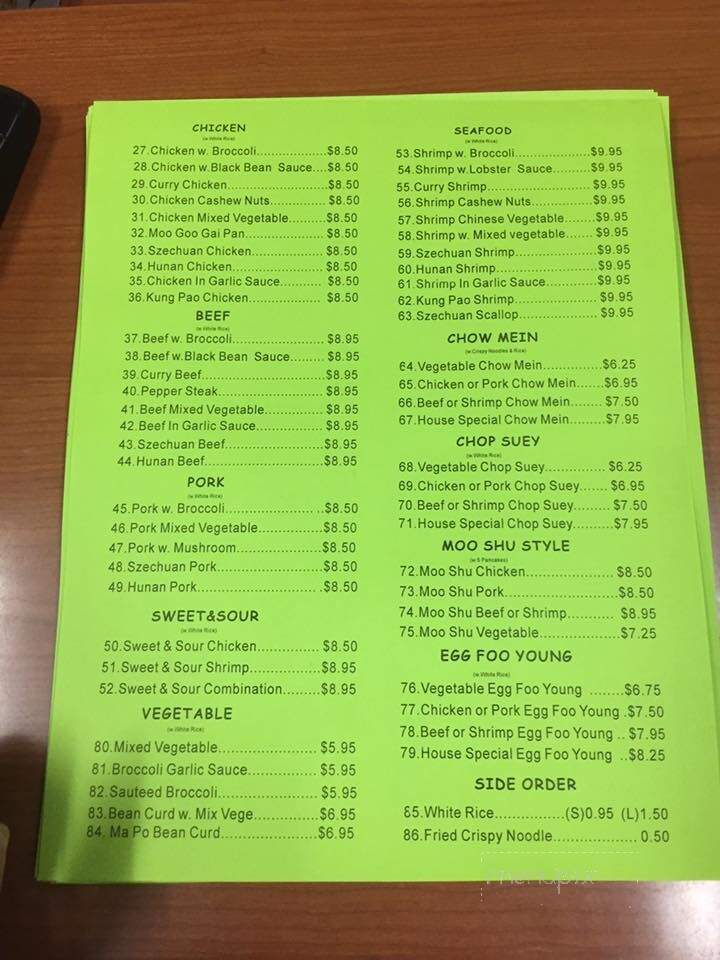 CHICKEN
(w.White Rice)
27.Chicken w. Broccoli...................$8.50
28.Chicken w.Black Bean Sauce....$8.50
29.Curry Chicken...........................$8.50
30.Chicken Cashew Nuts............... $8.50
31.Chicken Mixed Vegetable..........$8.50
32.Moo Goo Gai Pan..................... $8.50
33.Szechuan Chicken................... $8.50
34.Hunan Chicken........................ $8.50
35.Chicken In Garlic Sauce........... $8.50
36.Kung Pao Chicken.................... $8.50
BEEF
(w.White Rice)
37.Beef w. Broccoli........................ $8.95
38.Beef w.Black Bean Sauce......... $8.95
39.Curry Beef................................$8.95
40.Pepper Steak............................ $8.95
41.Beef Mixed Vegetable............... $8.95
42.Beef In Garlic Sauce................. $8.95
43.Szechuan Beef..........................$8.95
44.Hunan Beef...............................$8.95
PORK
(w.White Rice)
45.Pork w. Broccoli........................ ..$8.50
46.Pork Mixed Vegetable.................$8.50
47.Pork w. Mushroom......................$8.50
48.Szechuan Pork...........................$8.50
49.Hunan Pork............................... .$8.50
SWEET&SOUR
(w.White Rice)
50.Sweet & Sour Chicken............... $8.50
51.Sweet & Sour Shrimp.................$8.95
52.Sweet & Sour Combination.........$8.95
VEGETABLE
(w.White Rice)
80.Mixed Vegetable......................... $5.95
81.Broccoli Garlic Sauce................. $5.95
82.Sauteed Broccoli........................ $5.95
83.Bean Curd w. Mix Vege................$6.95
84. Ma Po Bean Curd.......................$6.95
SEAFOOD
(w.White Rice)
53.Shrimp w. Broccoli.....................$9.95
54.Shrimp w.Lobster Sauce..........$9.95
55.Curry Shrimp............................ $9.95
56.Shrimp Cashew Nuts.................$9.95
57.Shrimp Chinese Vegetable........$9.95
58.Shrimp w. Mixed vegetable....... $9.95
59.Szechuan Shrimp......................$9.95
60.Hunan Shrimp...........................$9.95
61.Shrimp In Garlic Sauce..............$9.95
62.Kung Pao Shrimp...................... $9.95
63.Szechuan Scallop...................... $9.95
CHOW MEIN
(w.Crispy Noodles & Rice)
64.Vegetable Chow Mein...............$6.25
65.Chicken or Pork Chow Mein.......$6.95
66.Beef or Shrimp Chow Mein........ $7.50
67.House Special Chow Mein.........$7.95
CHOP SUEY
(w.White Rice)
68.Vegetable Chop Suey............... $6.25
69.Chicken or Pork Chop Suey....... $6.95
70.Beef or Shrimp Chop Suey......... $7.50
71.House Special Chop Suey..........$7.95
MOO SHU STYLE
(w.5 Pancakes)
72.Moo Shu Chicken...................... $8.50
73.Moo Shu Pork............................$8.50
74.Moo Shu Beef or Shrimp............ $8.95
75.Moo Shu Vegetable....................$7.25
EGG FOO YOUNG
(w.White Rice)
76.Vegetable Egg Foo Young ........$6.75
77.Chicken or Pork Egg Foo Young .$7.50
78.Beef or Shrimp Egg Foo Young .. $7.95
79.House Special Egg Foo Young ..$8.25
SIDE ORDER
85.White Rice.................(S)0.95 (L)1.50
86.Fried Crispy Noodle................... 0.50